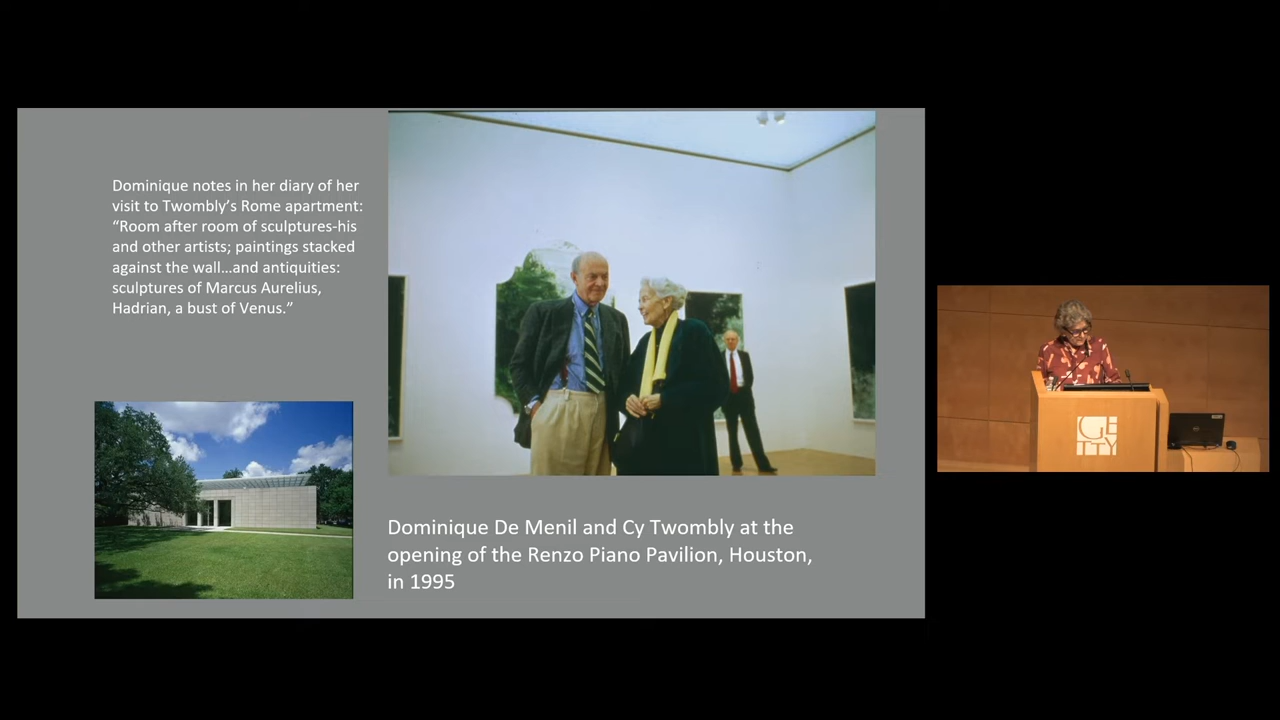 Dominique notes in her diary of her
visit to Twombly’s Rome apartment:
“Room after room of sculptures-his
and other artists; paintings stacked
against the wall…and antiquities:
sculptures of Marcus Aurelius,
Hadrian, a bust of Venus.”
Dominique De Menil and Cy Twombly at the
opening of the Renzo Piano Pavilion, Houston,
in 1995
GE
TTY